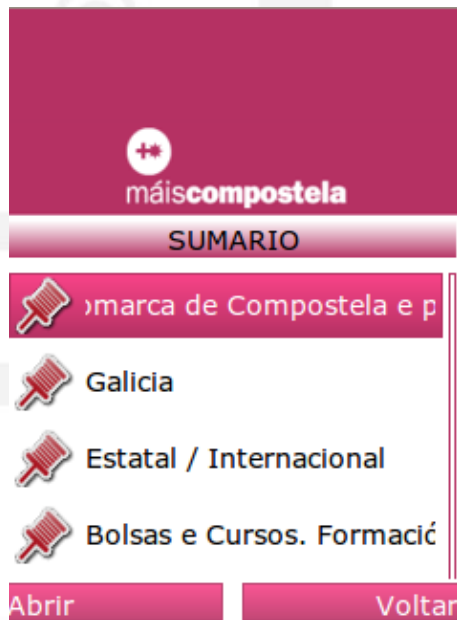 máiscompostela
SUMARIO
omarca de Compostela e p
Galicia
Estatal / Internacional
Bolsas e Cursos. Formació
Abrir
Voltar